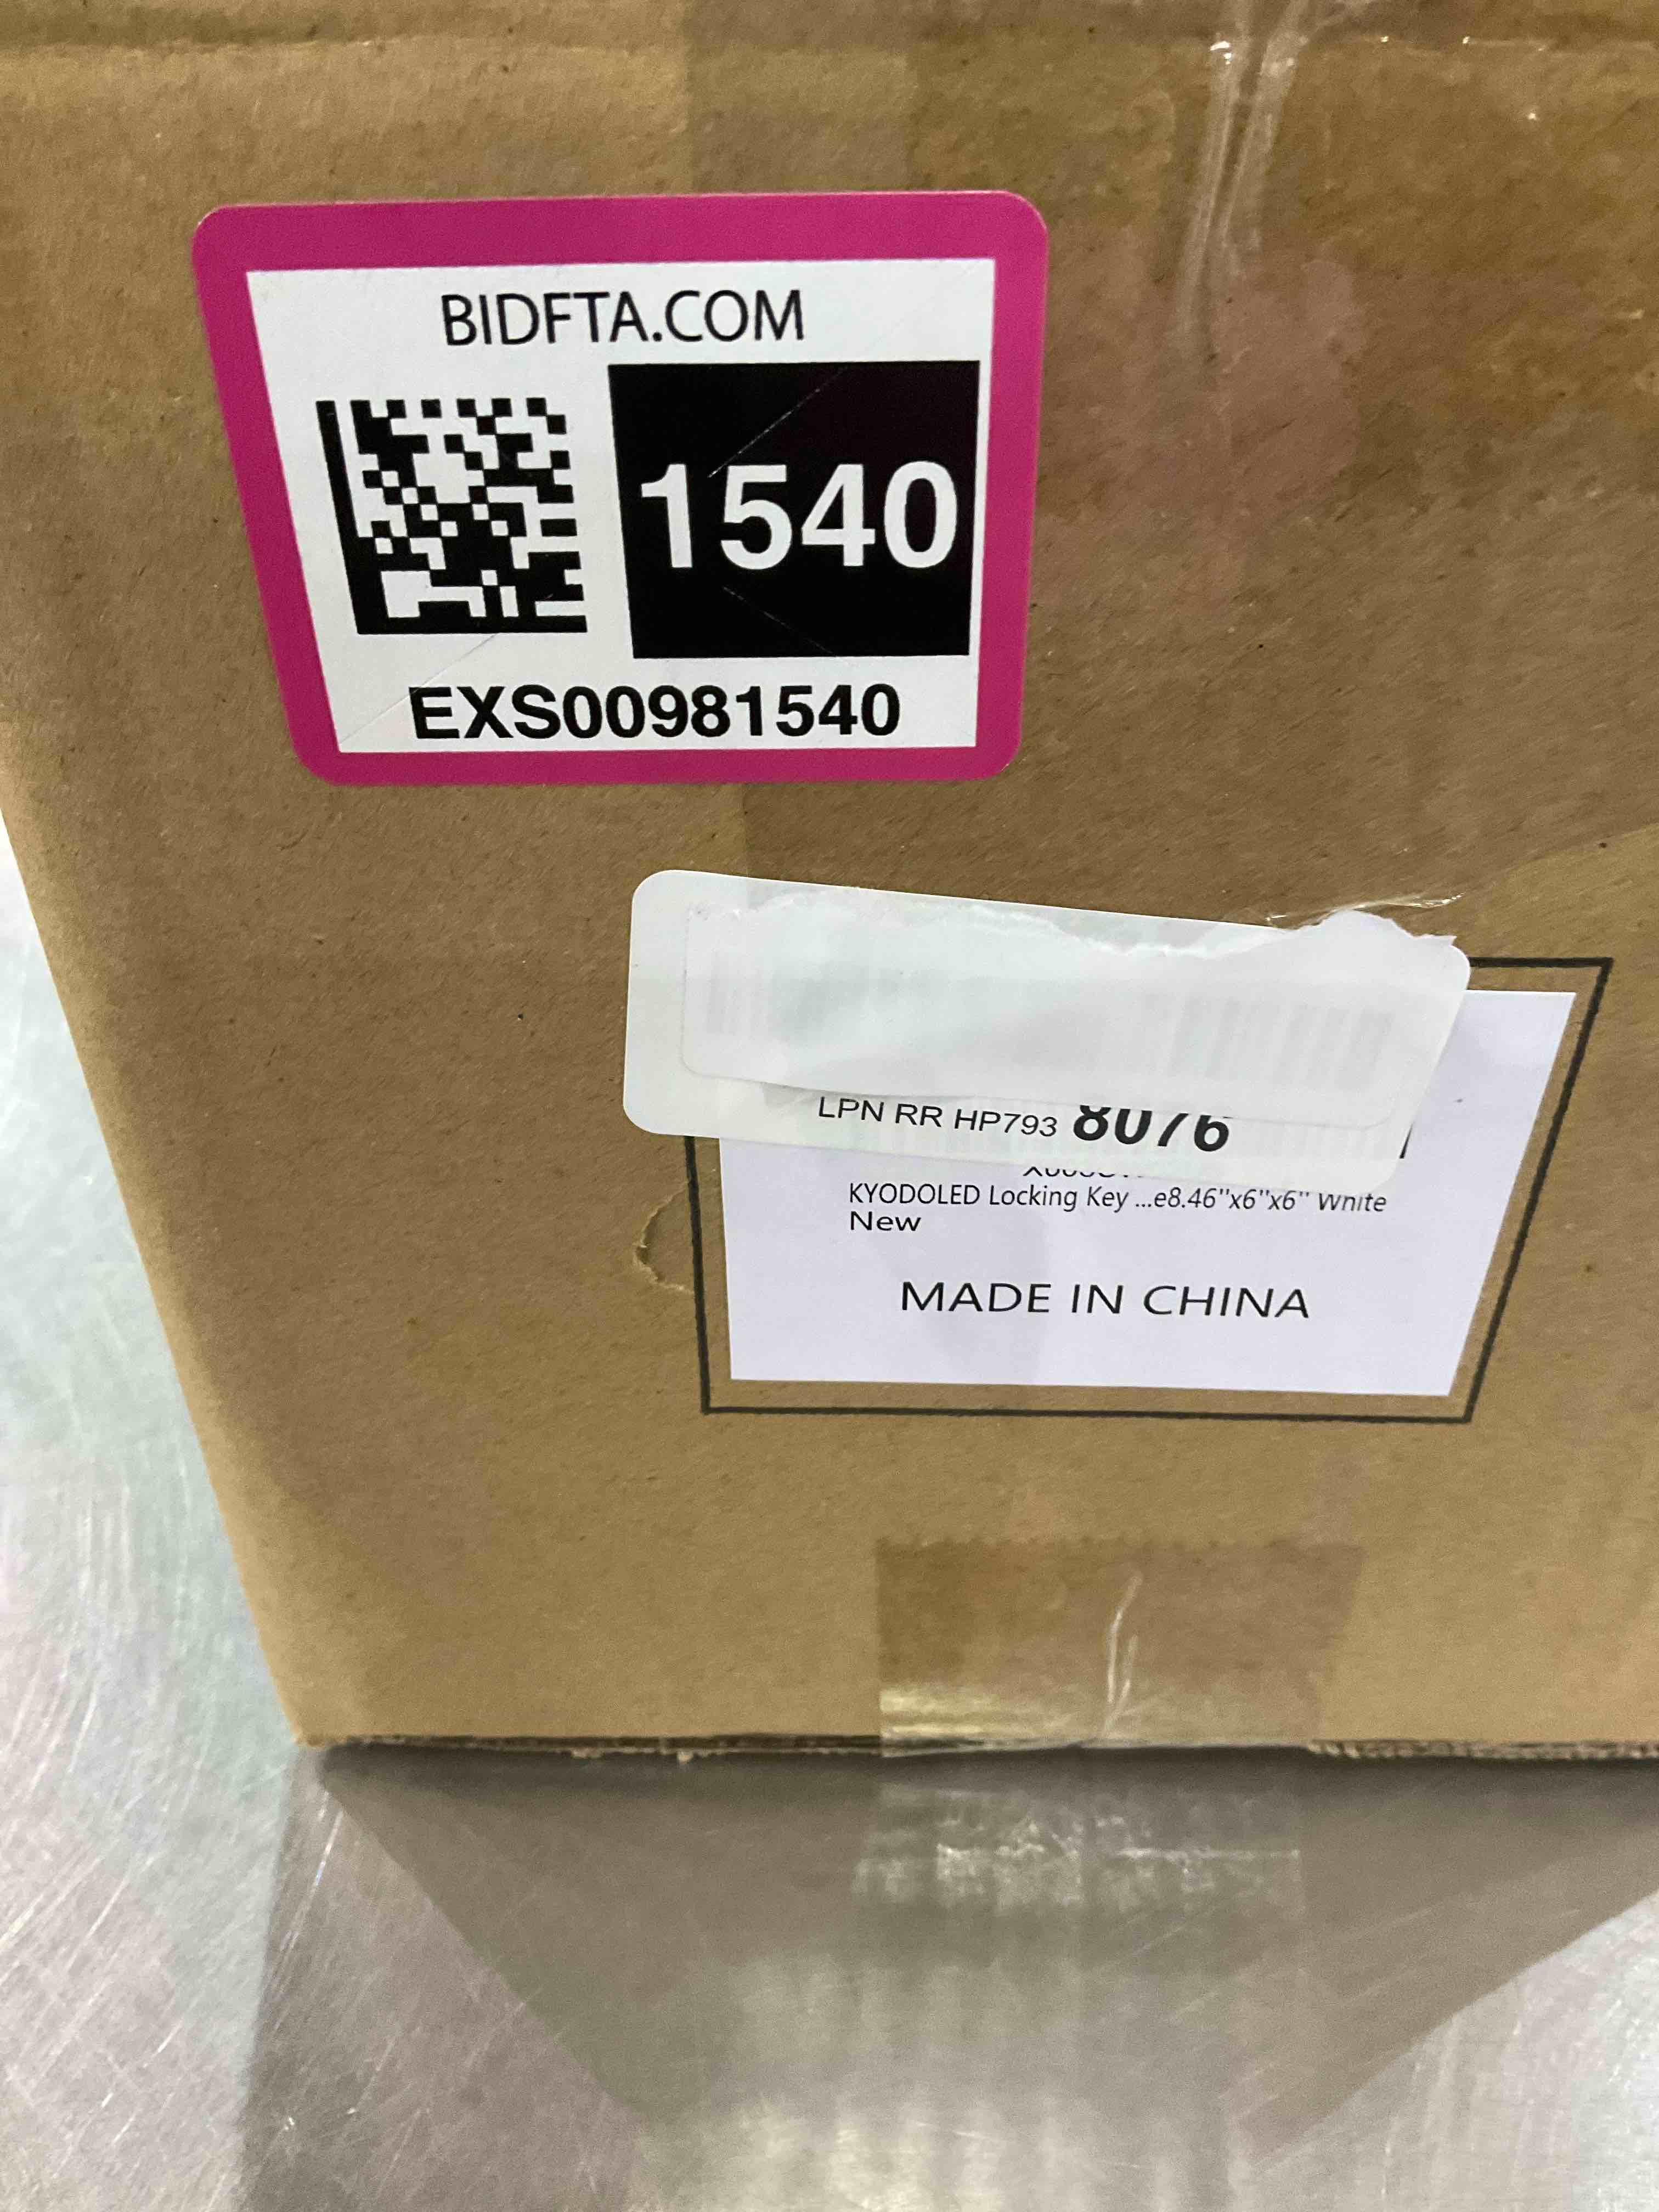 BIDFTA.COM
1540
EXS00981540
LPN RR HP793 8076
KYODOLED Locking Key ...e8.46"x6"x6" White
New
MADE IN CHINA